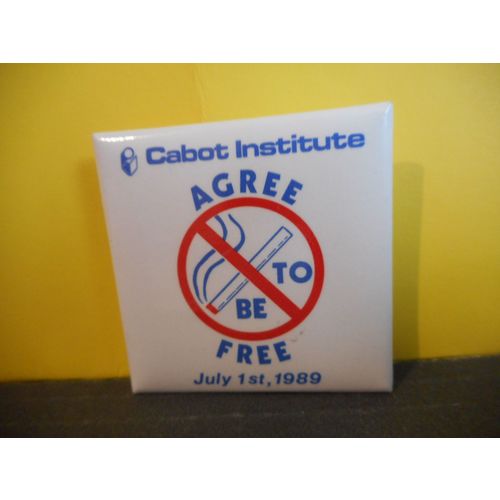 Cabot Institute
AGREE
TO
BE
FREE
July 1st, 1989